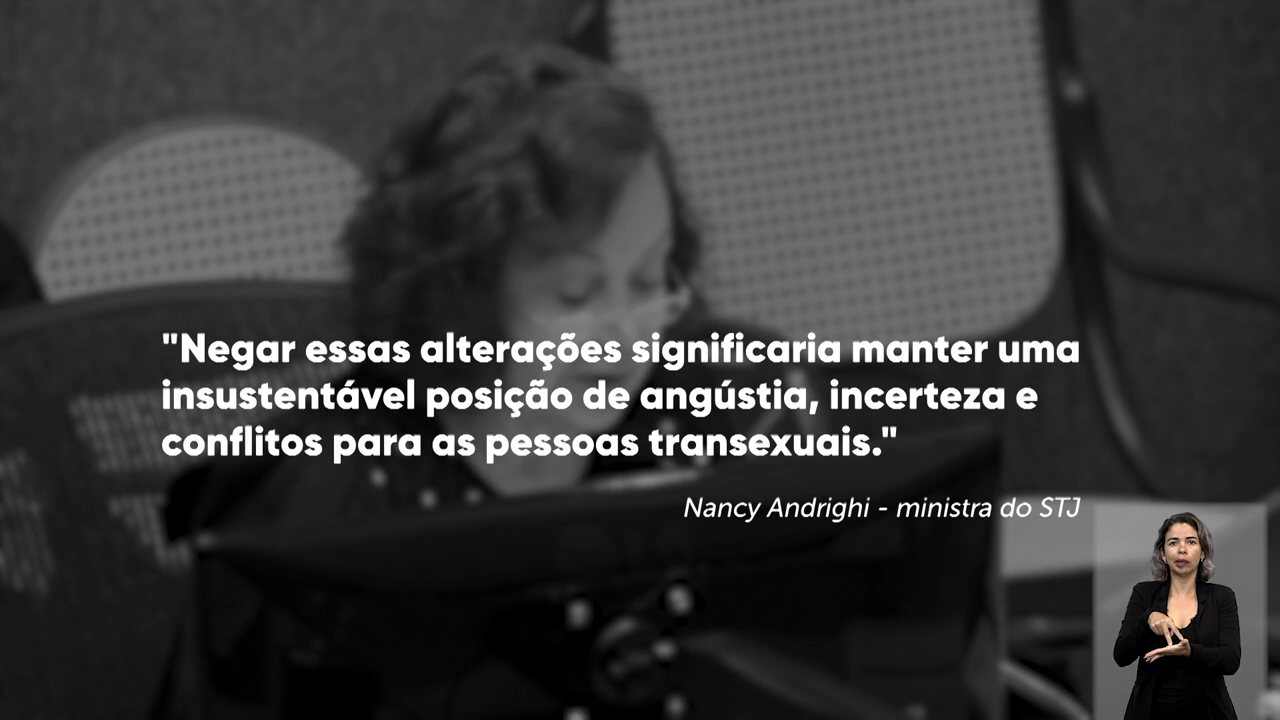 "Negar essas alterações significaria manter uma
insustentável posição de angústia, incerteza e
conflitos para as pessoas transexuais."
Nancy Andrighi - ministra do STJ